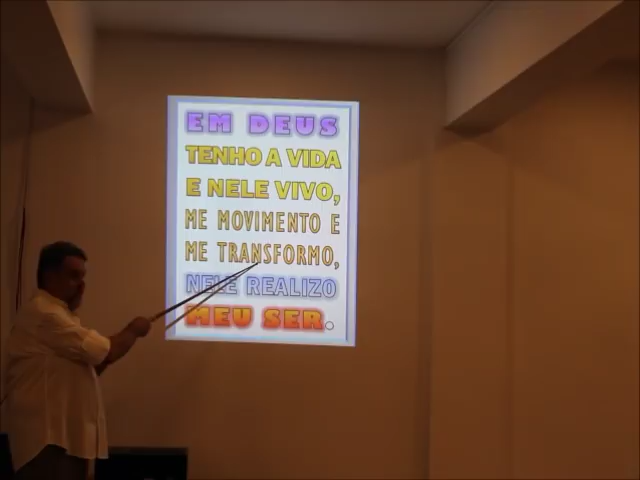 EM DEUS
TENHO A VIDA
E NELE VIVO,
ME MOVIMENTO E
ME TRANSFORMO,
NELE REALIZO
MEU SER.